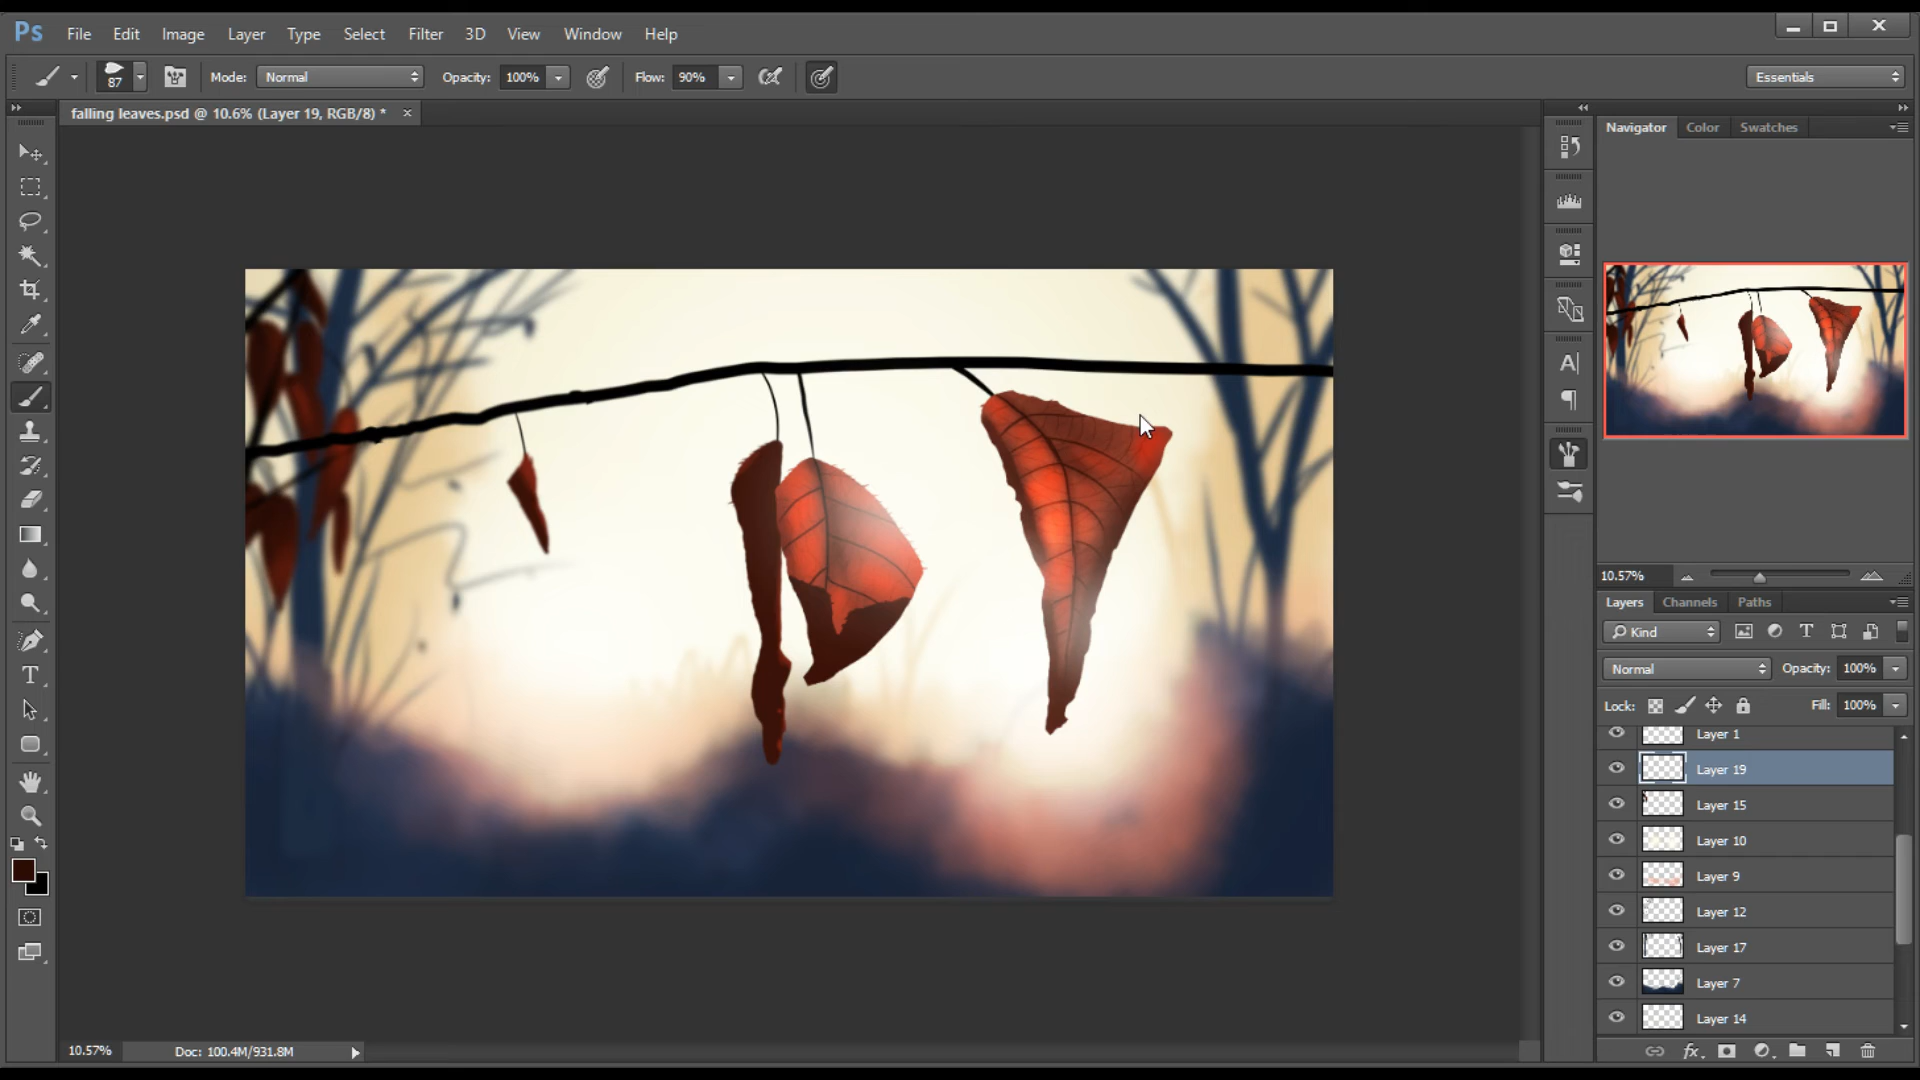 Ps File Edit Image Layer Type Select Filter 3D View Window Help
87 Mode: Normal Opacity: 100% Flow: 90% Essentials
falling leaves.psd @ 10.6% (Layer 19, RGB/8) * ×
Navigator Color Swatches
10.57%
Layers Channels Paths
Kind T
Normal Opacity: 100%
Lock: Fill: 100%
Layer 1
Layer 19
Layer 15
Layer 10
Layer 9
Layer 12
Layer 17
Layer 7
Layer 14
fx
10.57% Doc: 100.4M/931.8M